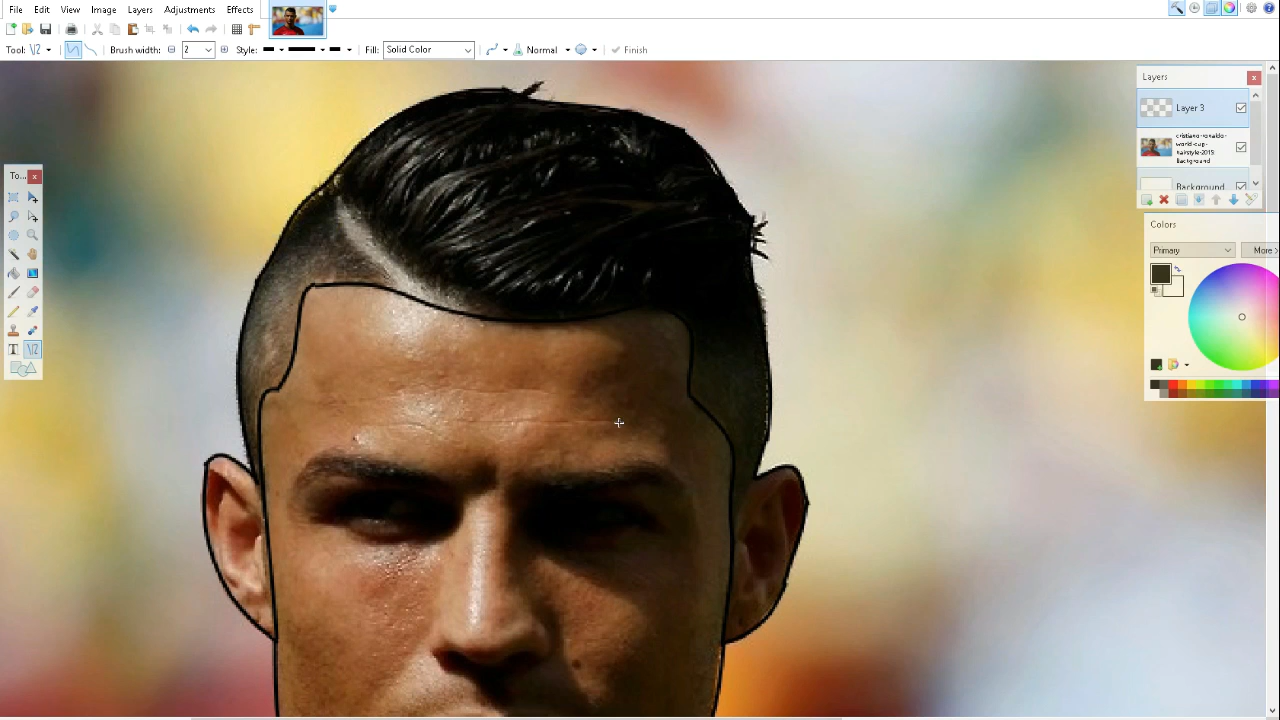 File Edit View Image Layers Adjustments Effects
Tool: Brush width: 2 Style: Fill: Solid Color Normal Finish
Layers
Layer 3
cristiano-ronaldo-
world-cup-
hairstyle-2018
Background
Background
To...
T
Colors
Primary More